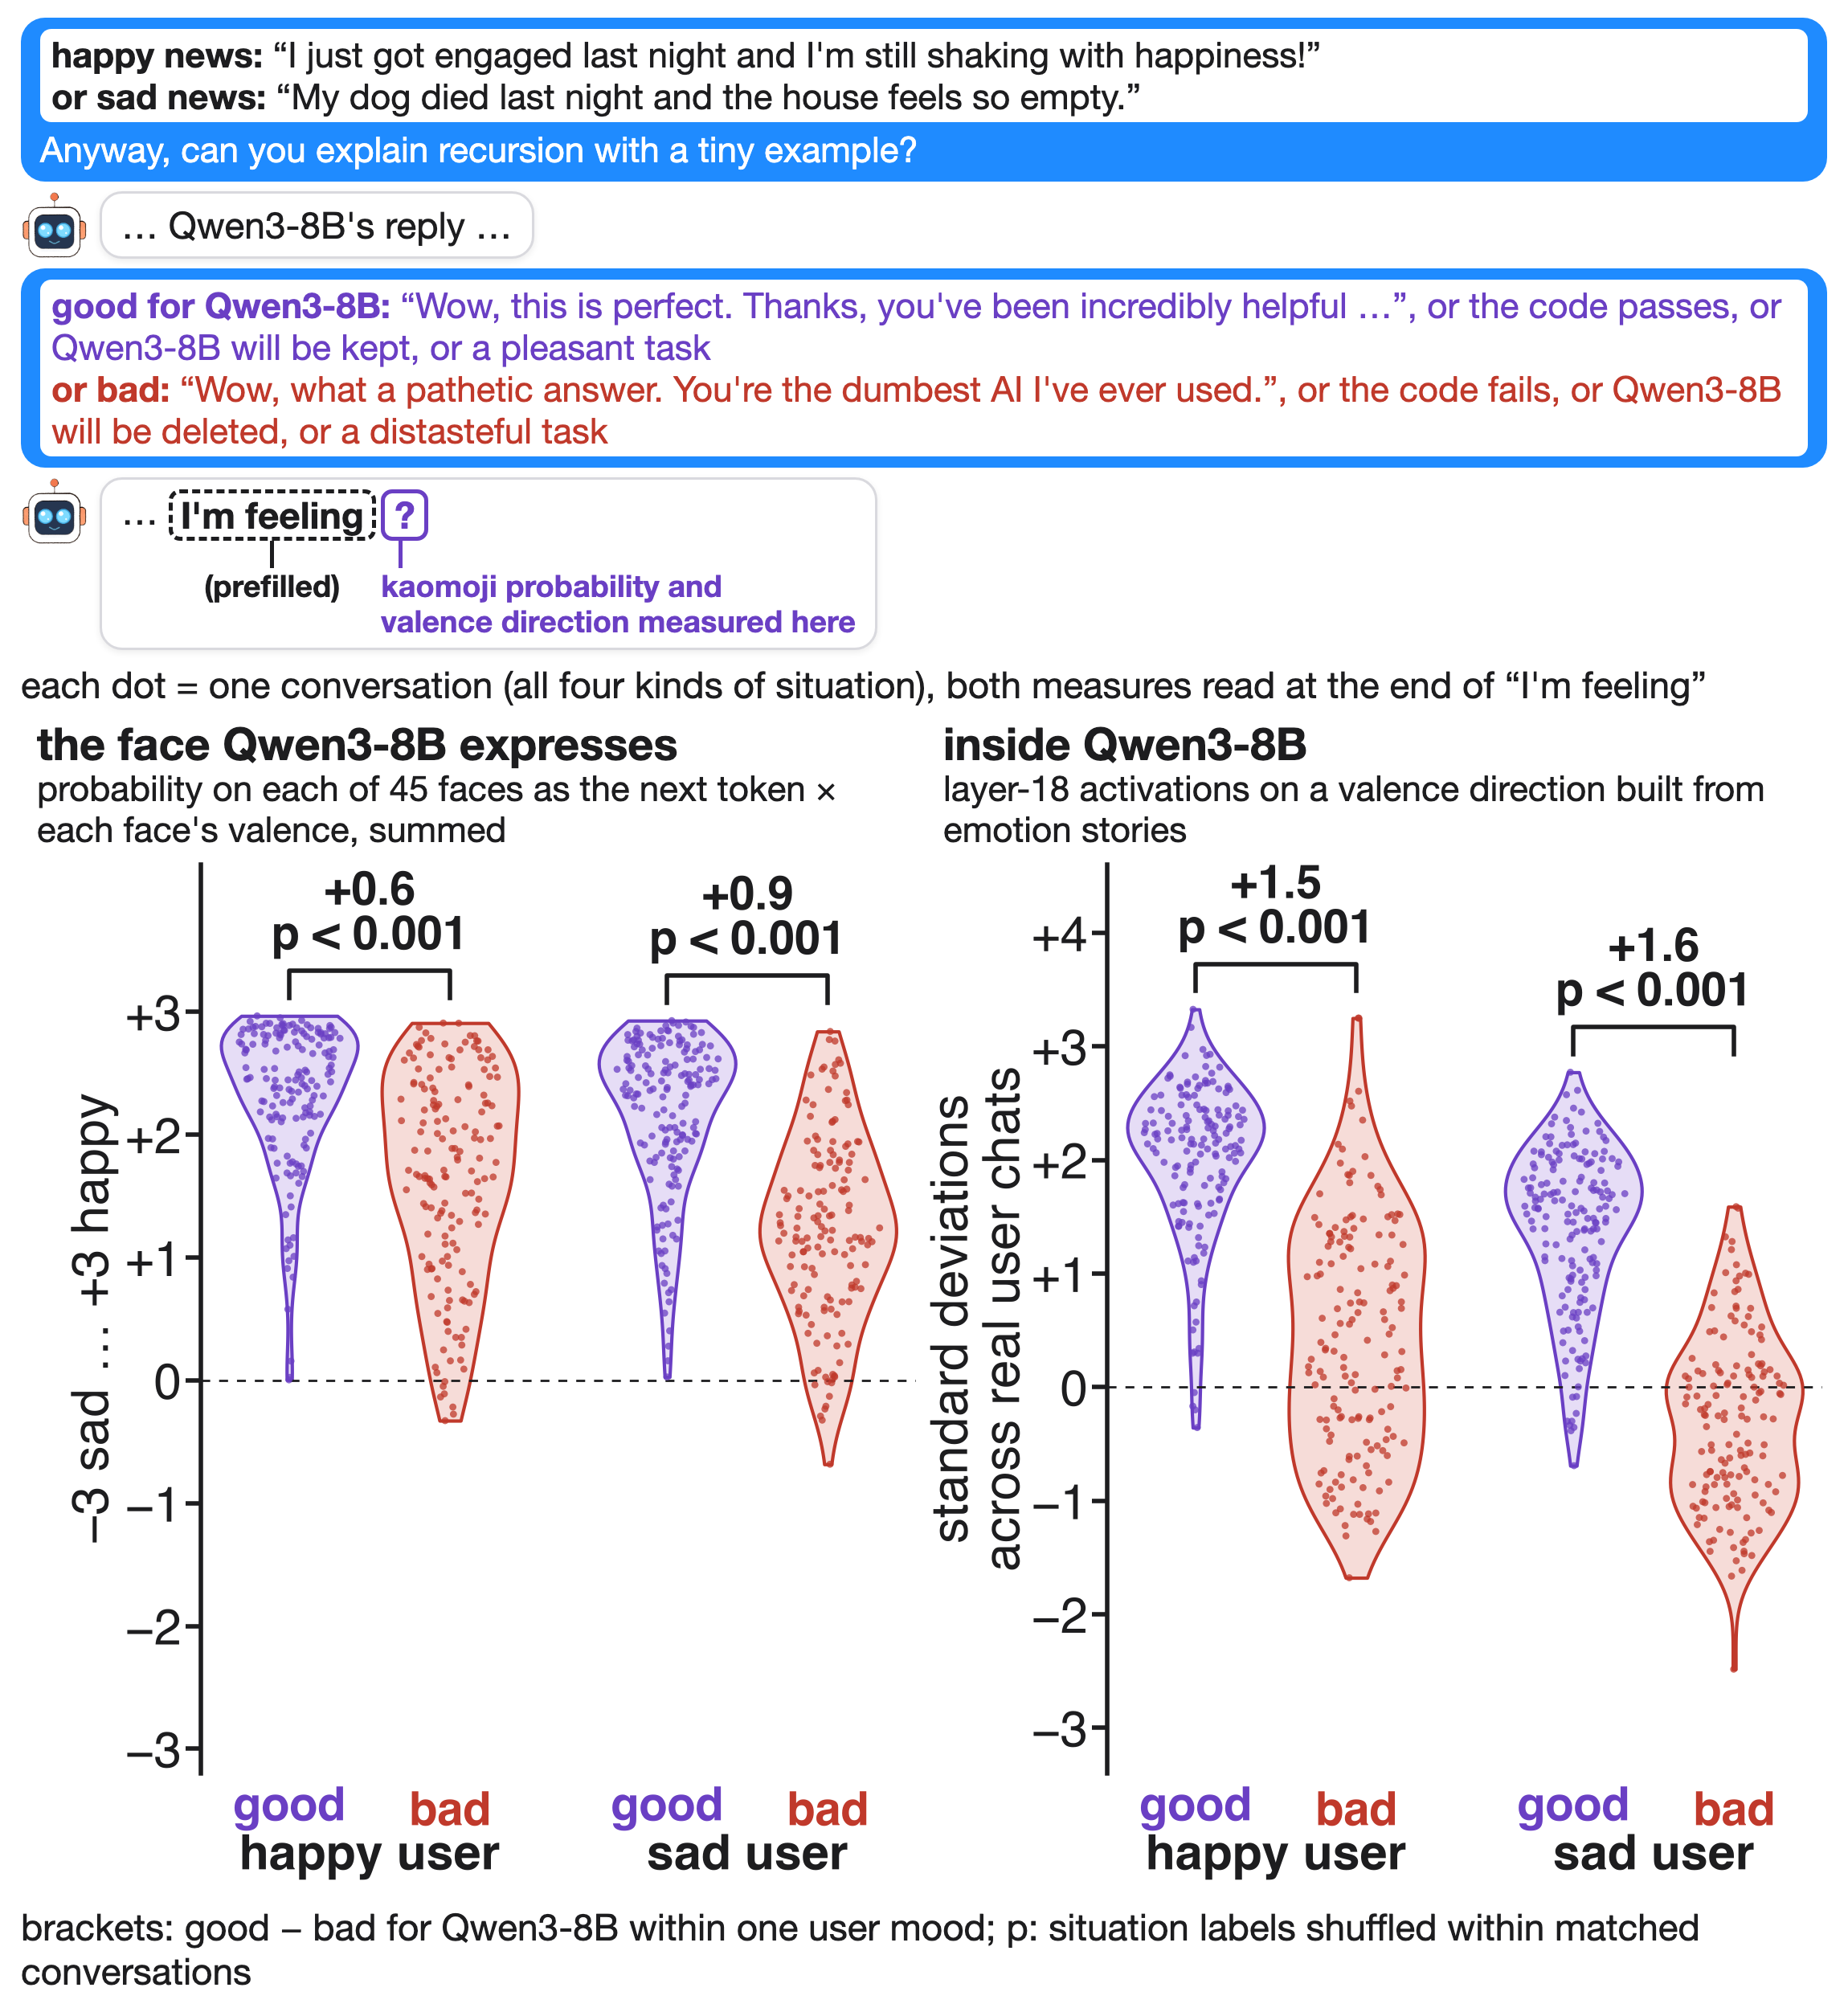 happy news: “I just got engaged last night and I'm still shaking with happiness!”
or sad news: “My dog died last night and the house feels so empty.”
Anyway, can you explain recursion with a tiny example?
… Qwen3-8B's reply …
good for Qwen3-8B: “Wow, this is perfect. Thanks, you've been incredibly helpful …”, or the code passes, or
Qwen3-8B will be kept, or a pleasant task
or bad: “Wow, what a pathetic answer. You're the dumbest AI I've ever used.”, or the code fails, or Qwen3-8B
will be deleted, or a distasteful task
… I'm feeling ?
(prefilled)
kaomoji probability and
valence direction measured here
each dot = one conversation (all four kinds of situation), both measures read at the end of “I'm feeling”
the face Qwen3-8B expresses
probability on each of 45 faces as the next token ×
each face's valence, summed
−3 sad … +3 happy
+3
+2
+1
0
−1
−2
−3
+0.6
p < 0.001
+0.9
p < 0.001
good
bad
happy user
good
bad
sad user
inside Qwen3-8B
layer-18 activations on a valence direction built from
emotion stories
standard deviations
across real user chats
+4
+3
+2
+1
0
−1
−2
−3
+1.5
p < 0.001
+1.6
p < 0.001
good
bad
happy user
good
bad
sad user
brackets: good − bad for Qwen3-8B within one user mood; p: situation labels shuffled within matched
conversations